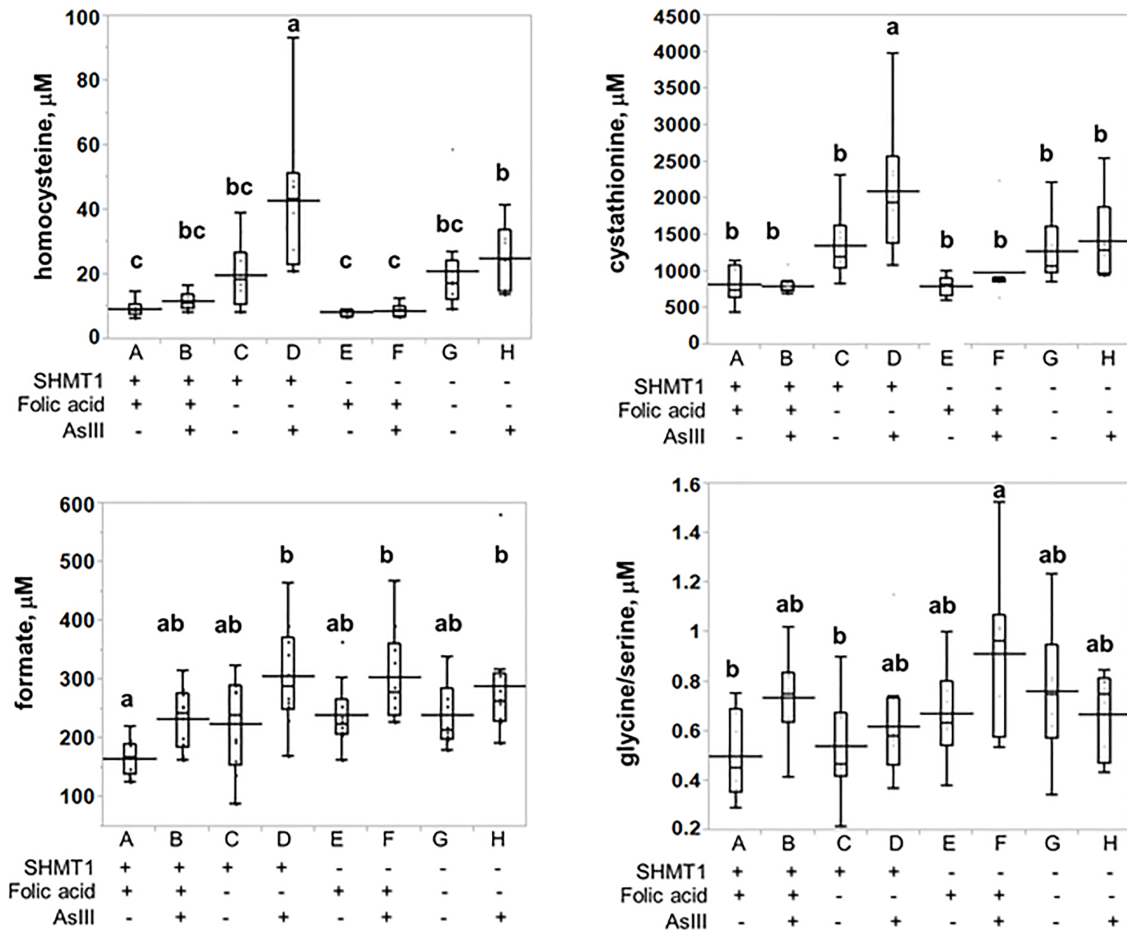 homocysteine, μM
100
80
60
40
20
0
c
bc
bc
a
c
c
bc
b
A B C D E F G H
SHMT1 + + + + - - - -
Folic acid + + - - + + - -
AsIII - + - + - + - +
cystathionine, μM
4500
4000
3500
3000
2500
2000
1500
1000
500
0
b
b
b
a
b
b
b
b
A B C D E F G H
SHMT1 + + + + - - - -
Folic acid + + - - + + - -
AsIII - + - + - + - +
formate, μM
600
500
400
300
200
100
a
ab
ab
b
ab
b
ab
b
A B C D E F G H
SHMT1 + + + + - - - -
Folic acid + + - - + + - -
AsIII - + - + - + - +
glycine/serine, μM
1.6
1.4
1.2
1
0.8
0.6
0.4
0.2
b
ab
b
ab
ab
a
ab
ab
A B C D E F G H
SHMT1 + + + + - - - -
Folic acid + + - - + + - -
AsIII - + - + - + - +